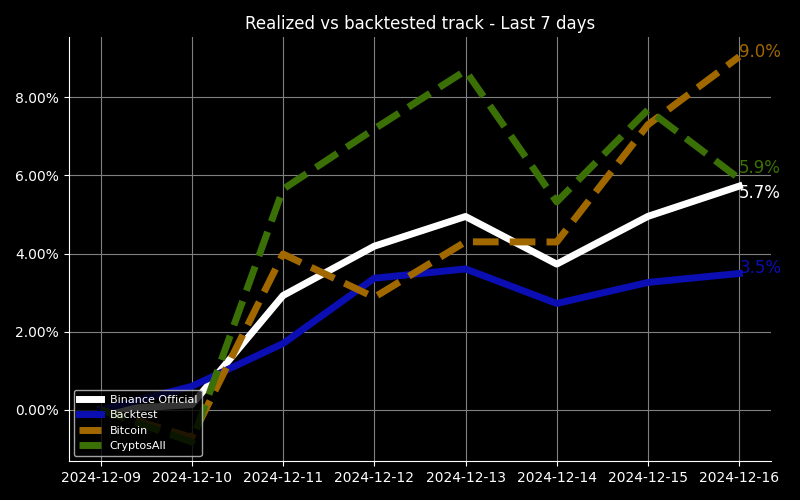 Realized vs backtested track - Last 7 days
9.0%
8.00%
6.00%
5.9%
5.7%
4.00%
3.5%
2.00%
0.00%
Binance Official
Backtest
Bitcoin
CryptosAll
2024-12-09 2024-12-10 2024-12-11 2024-12-12 2024-12-13 2024-12-14 2024-12-15 2024-12-16